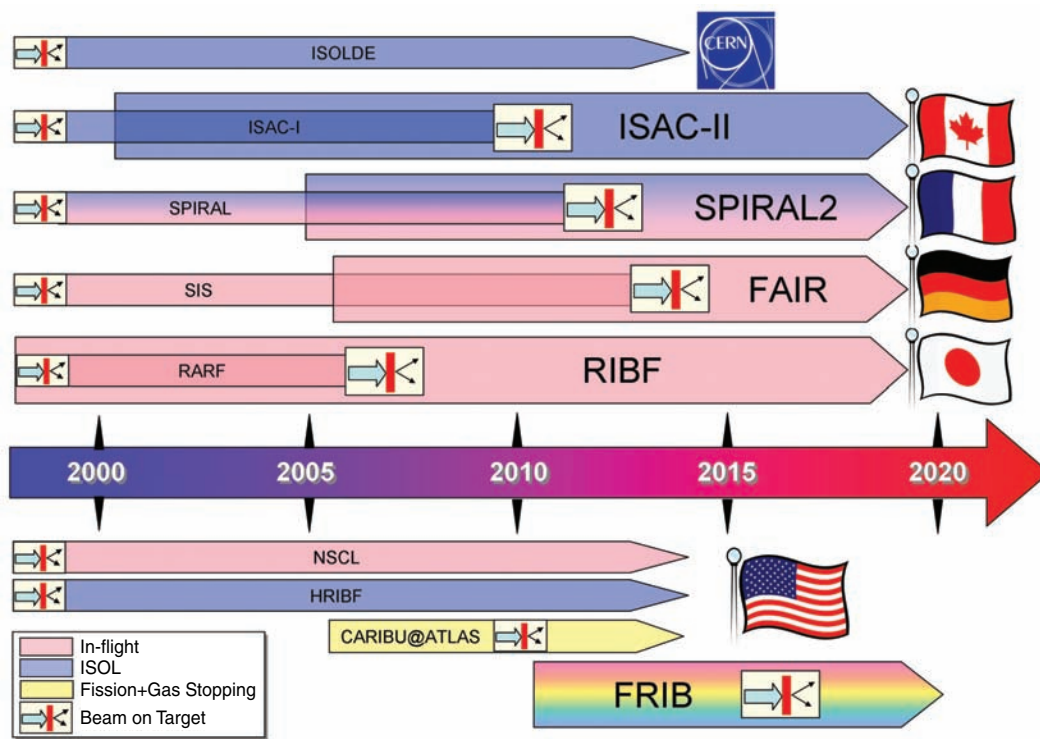 ISOLDE
CERN
ISAC-I
ISAC-II
SPIRAL
SPIRAL2
SIS
FAIR
RARF
RIBF
2000 2005 2010 2015 2020
NSCL
HRIBF
CARIBU@ATLAS
FRIB
In-flight
ISOL
Fission+Gas Stopping
Beam on Target